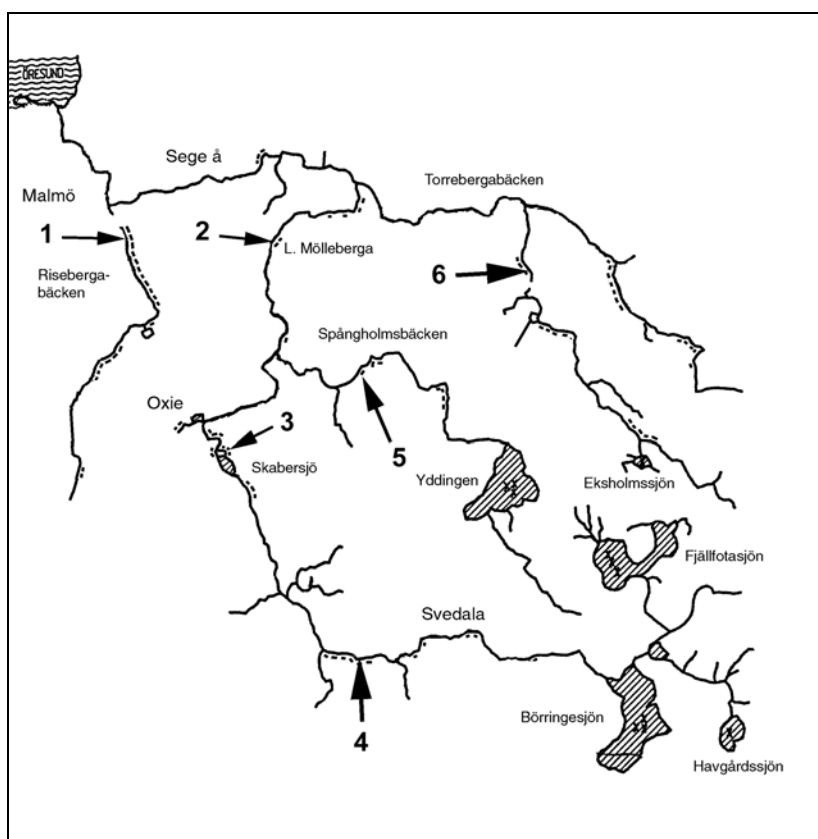 ÖRESUND
Sege å
Torrebergabäcken
Malmö
1
2
L. Mölleberga
6
Riseberga-
bäcken
Spångholmsbäcken
Oxie
3
5
Skabersjö
Yddingen
Eksholmssjön
Fjällfotasjön
Svedala
4
Börringesjön
Havgårdssjön